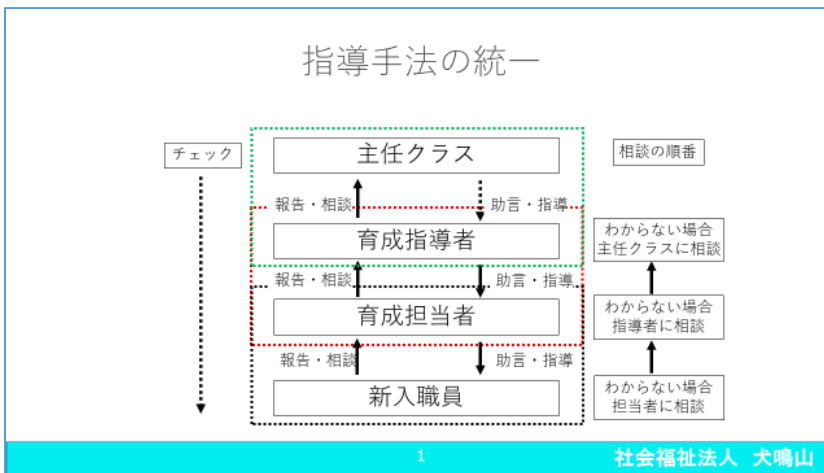 指導手法の統一
チェック
主任クラス
相談の順番
報告・相談
助言・指導
育成指導者
わからない場合
主任クラスに相談
報告・相談
助言・指導
育成担当者
わからない場合
指導者に相談
報告・相談
助言・指導
新入職員
わからない場合
担当者に相談
1
社会福祉法人 犬鳴山